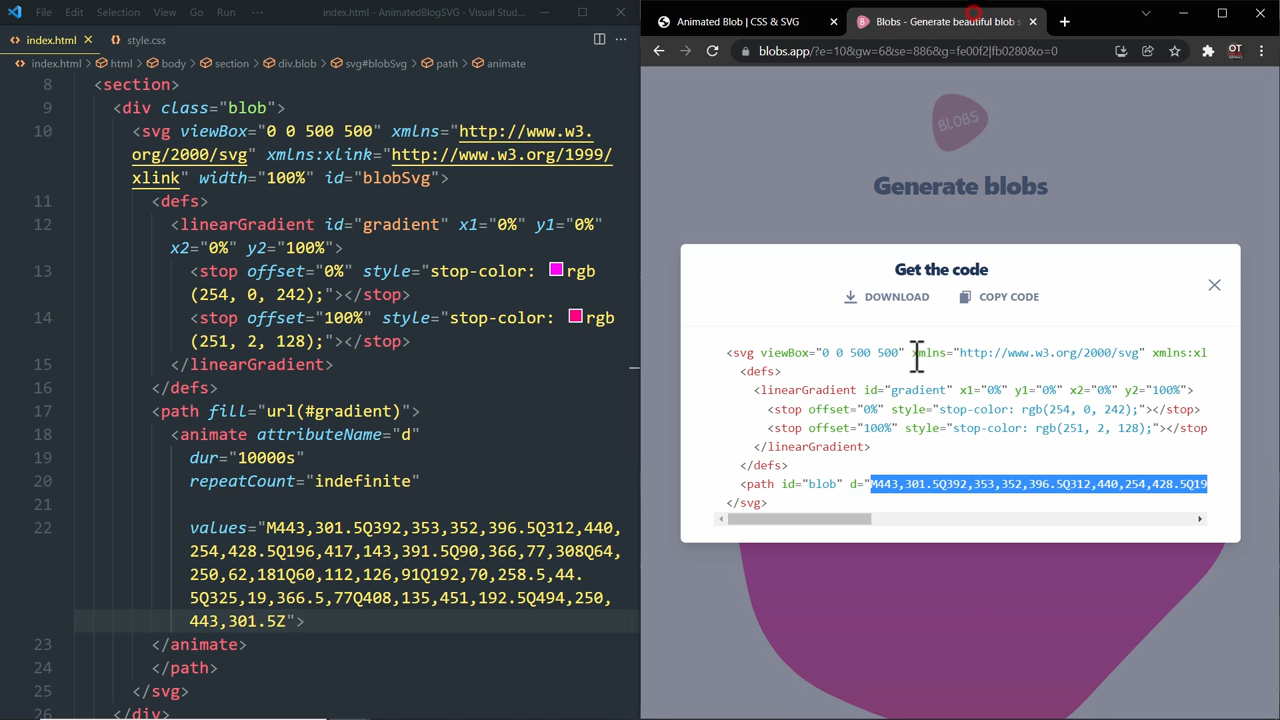 File Edit Selection View Go Run ··· index.html - AnimatedBlogSVG - Visual Stud...
index.html style.css
index.html > html > body > section > div.blob > svg#blobSvg > path > animate
8 <section>
9 <div class="blob">
10 <svg viewBox="0 0 500 500" xmlns="http://www.w3.
org/2000/svg" xmlns:xlink="http://www.w3.org/1999/
xlink" width="100%" id="blobSvg">
11 <defs>
12 <linearGradient id="gradient" x1="0%" y1="0%"
x2="0%" y2="100%">
13 <stop offset="0%" style="stop-color: rgb
(254, 0, 242);"></stop>
14 <stop offset="100%" style="stop-color: rgb
(251, 2, 128);"></stop>
15 </linearGradient>
16 </defs>
17 <path fill="url(#gradient)">
18 <animate attributeName="d"
19 dur="10000s"
20 repeatCount="indefinite"
21
22 values="M443,301.5Q392,353,352,396.5Q312,440,
254,428.5Q196,417,143,391.5Q90,366,77,308Q64,
250,62,181Q60,112,126,91Q192,70,258.5,44.
5Q325,19,366.5,77Q408,135,451,192.5Q494,250,
443,301.5Z">
23 </animate>
24 </path>
25 </svg>
26 </div>
Animated Blob | CSS & SVG
Blobs - Generate beautiful blob s
blobs.app/?e=10&gw=6&se=886&g=fe00f2|fb0280&o=0
OT
BLOBS
Generate blobs
Get the code
DOWNLOAD COPY CODE
<svg viewBox="0 0 500 500" xmlns="http://www.w3.org/2000/svg" xmlns:xl
<defs>
<linearGradient id="gradient" x1="0%" y1="0%" x2="0%" y2="100%">
<stop offset="0%" style="stop-color: rgb(254, 0, 242);"></stop>
<stop offset="100%" style="stop-color: rgb(251, 2, 128);"></stop
</linearGradient>
</defs>
<path id="blob" d="M443,301.5Q392,353,352,396.5Q312,440,254,428.5Q19
</svg>